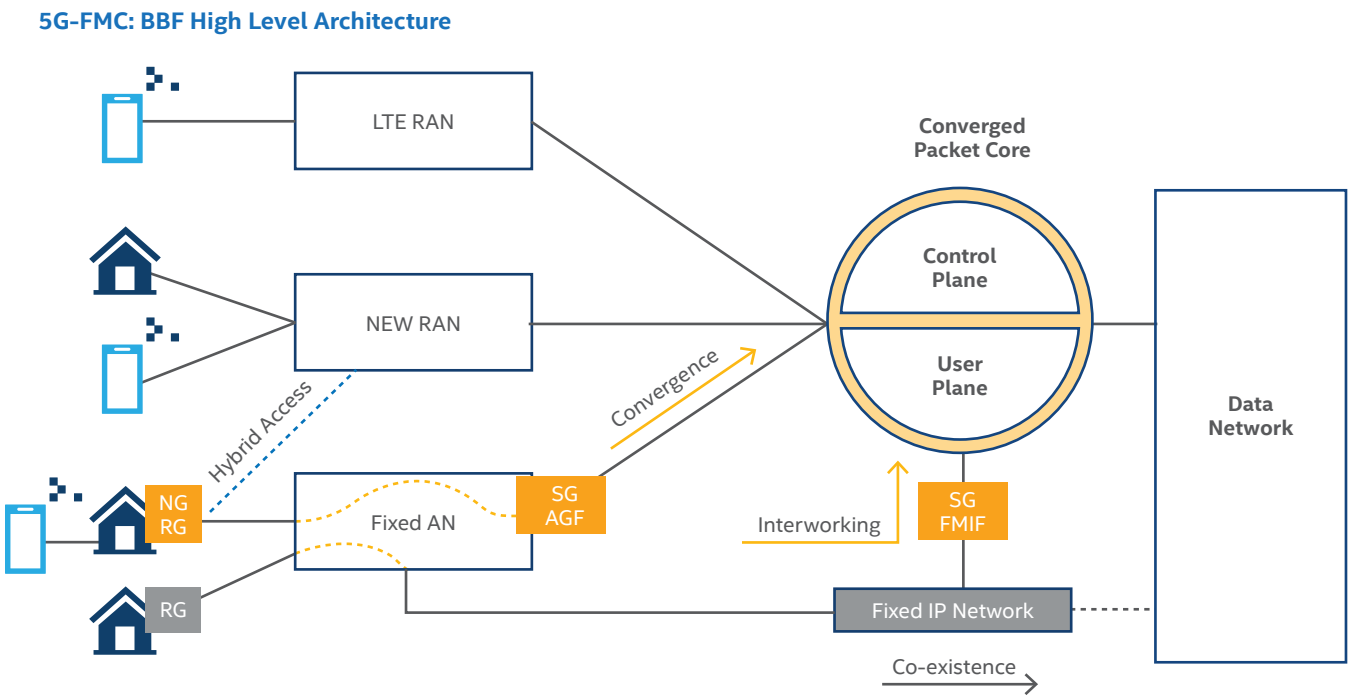 5G-FMC: BBF High Level Architecture
LTE RAN
Converged
Packet Core
Control
Plane
NEW RAN
User
Plane
Convergence
Hybrid Access
Data
Network
NG
RG
Fixed AN
SG
AGF
Interworking
SG
FMIF
RG
Fixed IP Network
Co-existence